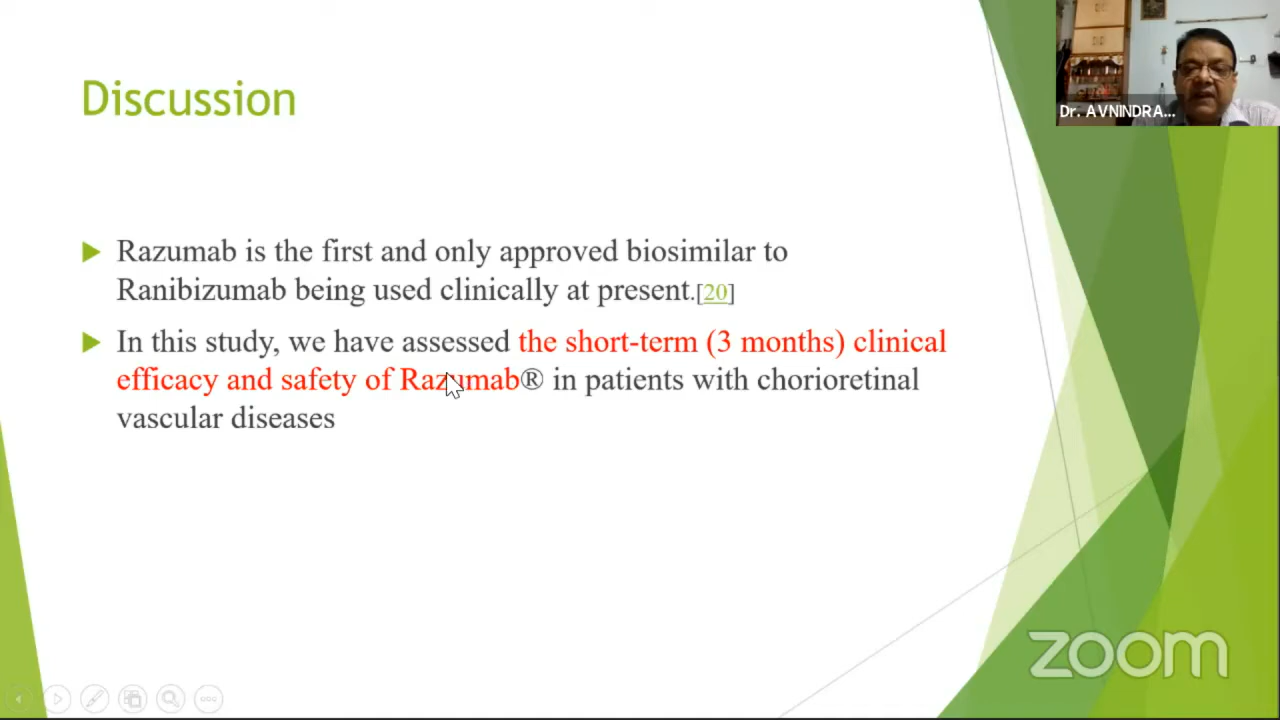 Discussion
Dr. AVNINDRA...
Razumab is the first and only approved biosimilar to
Ranibizumab being used clinically at present.[20]
In this study, we have assessed the short-term (3 months) clinical
efficacy and safety of Razumab® in patients with chorioretinal
vascular diseases
zoom